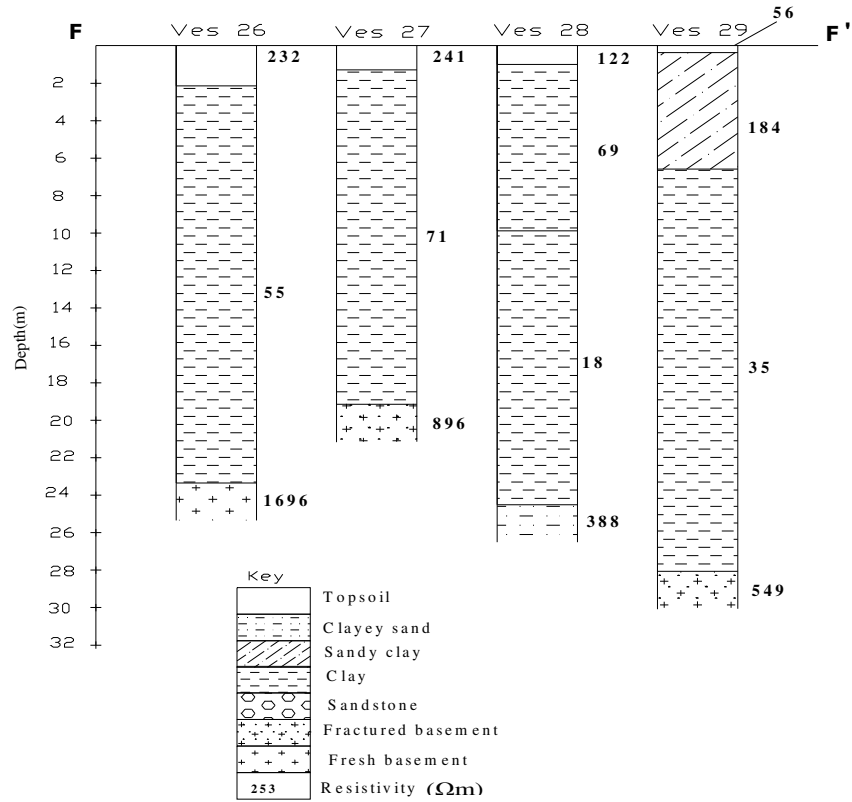 F Ves 26 Ves 27 Ves 28 Ves 29 56 F'
232 241 122
2
4 184
6 69
8
10 71
12
55
14
16
18 18 35
20 896
22
24 1696
26 388
28
549
30
32
Depth(m)
Key
Topsoil
Clayey sand
Sandy clay
Clay
Sandstone
Fractured basement
Fresh basement
253 Resistivity (Ωm)